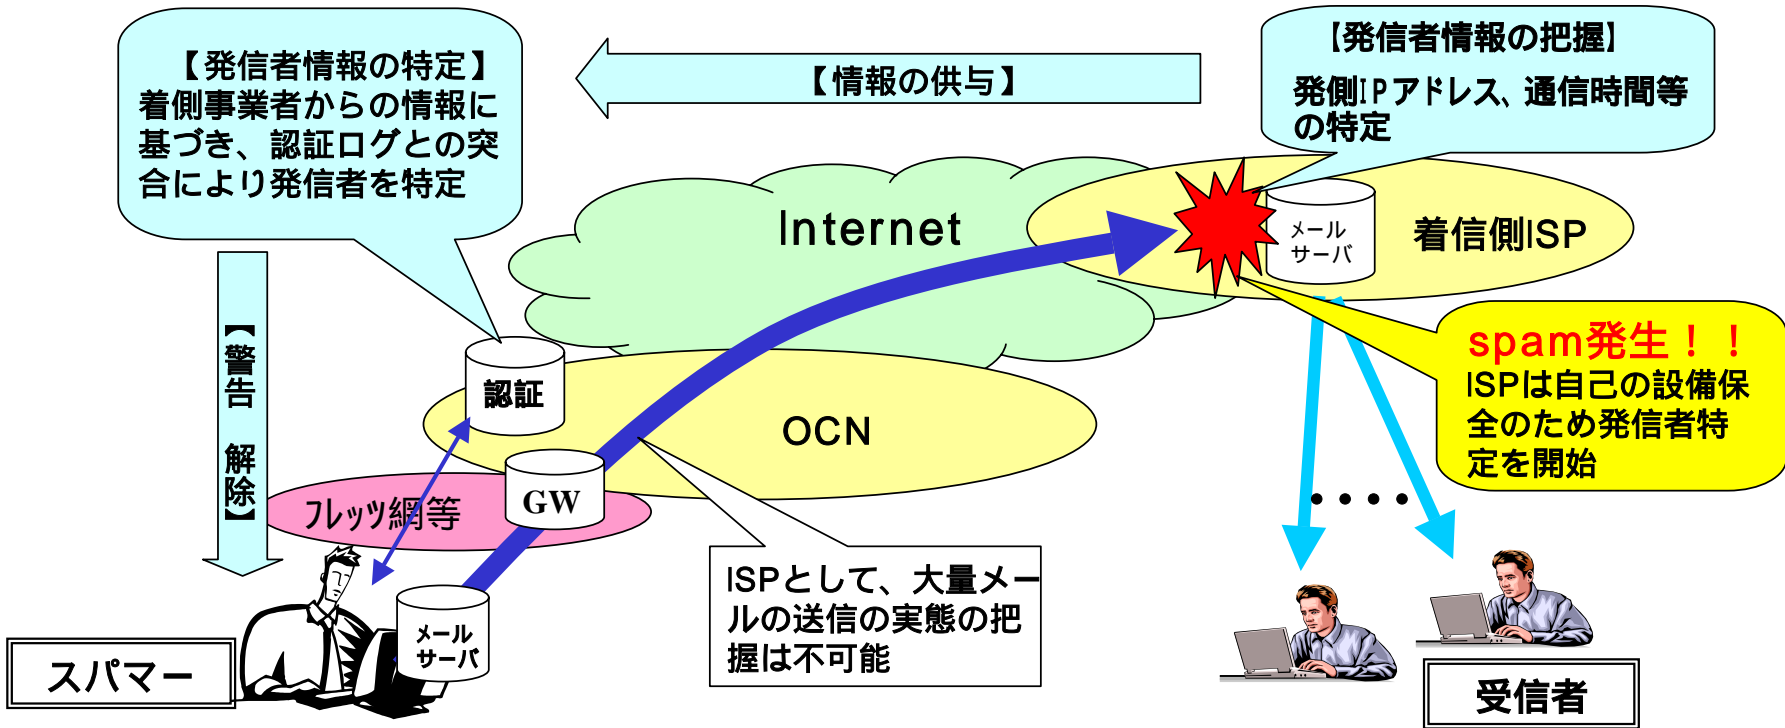 【発信者情報の特定】
着側事業者からの情報に
基づき、認証ログとの突
合により発信者を特定
【情報の供与】
【発信者情報の把握】
発側IPアドレス、通信時間等
の特定
Internet
メール
サーバ
着信側ISP
【警告 解除】
spam発生！！
ISPは自己の設備保
全のため発信者特
定を開始
認証
OCN
GW
フレッツ網等
・・・・
ISPとして、大量メー
ルの送信の実態の把
握は不可能
メール
サーバ
スパマー
受信者